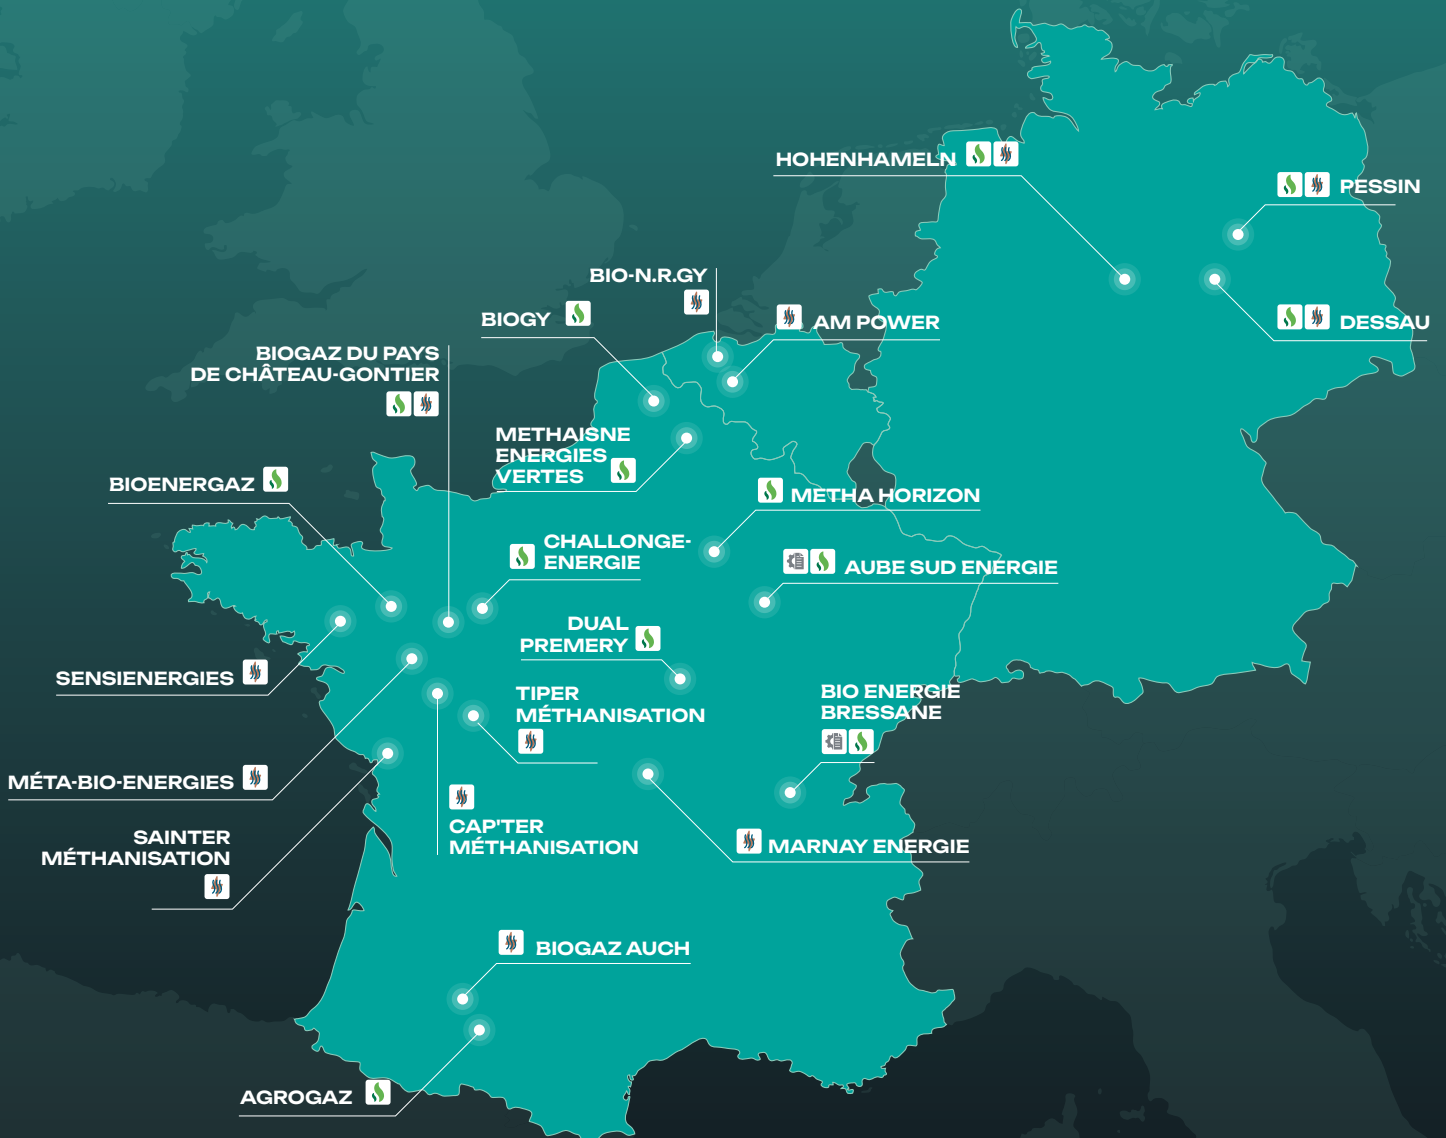 HOHENHAMELN
PESSIN
BIO-N.R.GY
BIOGY
AM POWER
DESSAU
BIOGAZ DU PAYS
DE CHÂTEAU-GONTIER
METHAISNE
ENERGIES
VERTES
BIOENERGAZ
METHA HORIZON
CHALLONGE-
ENERGIE
AUBE SUD ENERGIE
DUAL
PREMERY
SENSIENERGIES
TIPER
MÉTHANISATION
BIO ENERGIE
BRESSANE
MÉTA-BIO-ENERGIES
CAP'TER
MÉTHANISATION
SAINTER
MÉTHANISATION
MARNAY ENERGIE
BIOGAZ AUCH
AGROGAZ